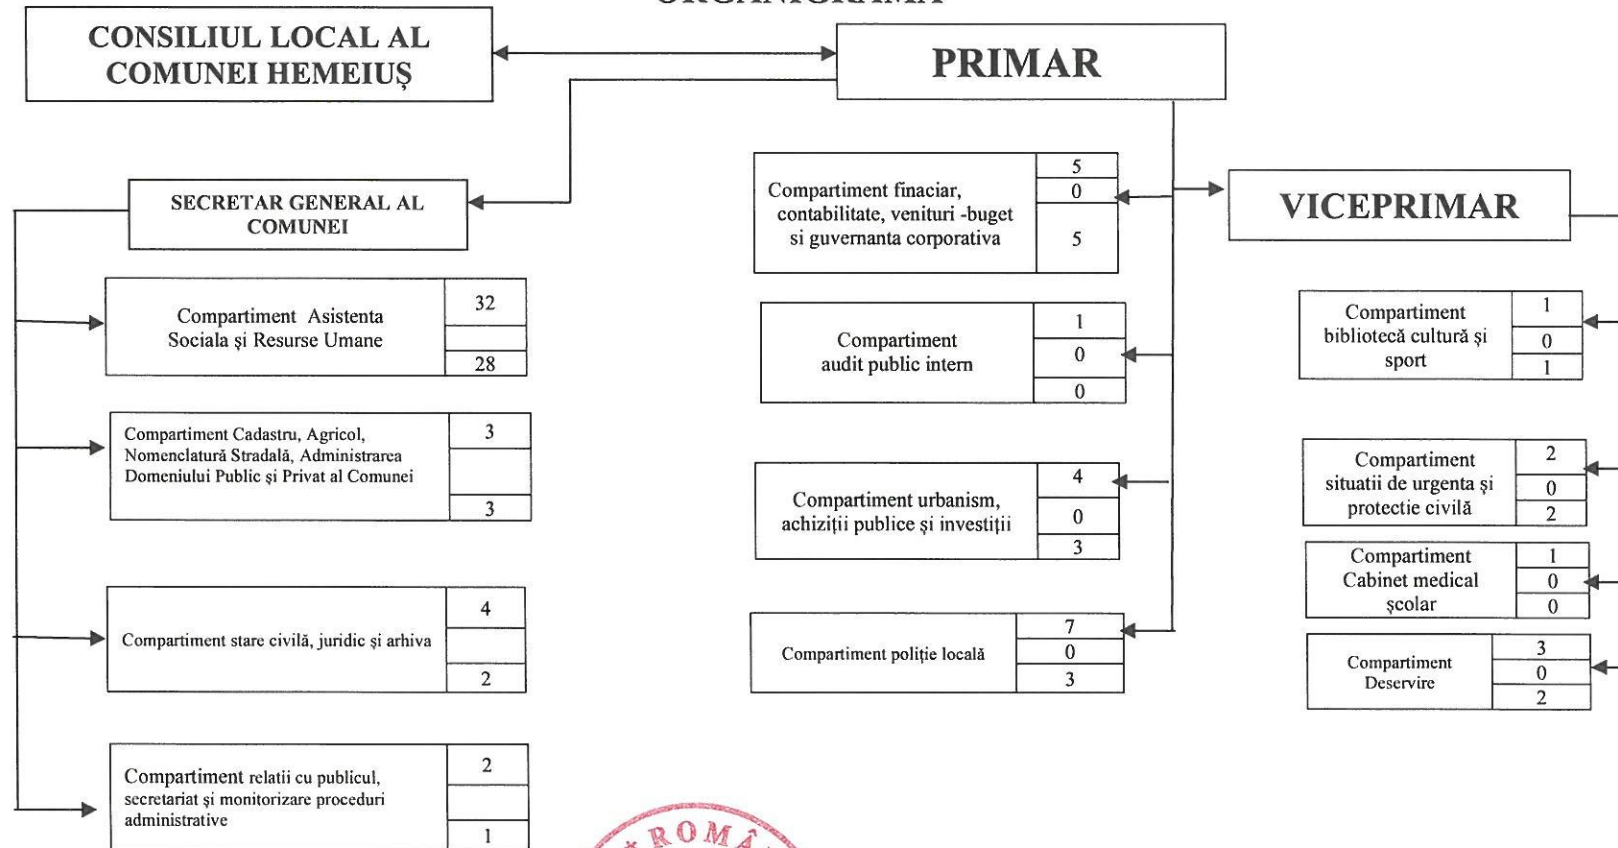 ORGANIGRAMA
CONSILIUL LOCAL AL
COMUNEI HEMEIUȘ
PRIMAR
SECRETAR GENERAL AL
COMUNEI
Compartiment Asistenta
Sociala și Resurse Umane
32
28
Compartiment Cadastru, Agricol,
Nomenclatură Stradală, Administrarea
Domeniului Public și Privat al Comunei
3
3
Compartiment stare civilă, juridic și arhiva
4
2
Compartiment relatii cu publicul,
secretariat și monitorizare proceduri
administrative
2
1
Compartiment finaciar,
contabilitate, venituri -buget
si guvernanta corporativa
5
0
5
Compartiment
audit public intern
1
0
0
Compartiment urbanism,
achiziții publice și investiții
4
0
3
Compartiment poliție locală
7
0
3
VICEPRIMAR
Compartiment
bibliotecă cultură și
sport
1
0
1
Compartiment
situatii de urgenta și
protectie civilă
2
0
2
Compartiment
Cabinet medical
școlar
1
0
0
Compartiment
Deservire
3
0
2
ROMÂ